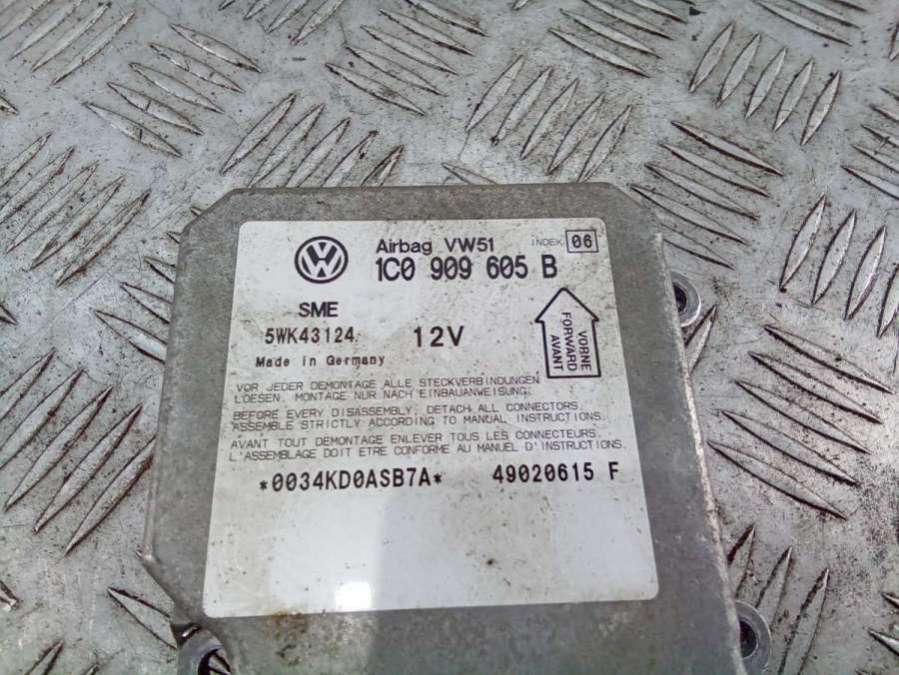 Airbag VW51 INDEX 06
1C0 909 605 B
SME
5WK43124 12V
Made in Germany
VORNE
FORWARD
AVANT
VOR JEDER DEMONTAGE ALLE STECKVERBINDUNGEN
LOESEN. MONTAGE NUR NACH EINBAUANWEISUNG.
BEFORE EVERY DISASSEMBLY, DETACH ALL CONNECTORS.
ASSEMBLE STRICTLY ACCORDING TO MANUAL INSTRUCTIONS.
AVANT TOUT DEMONTAGE ENLEVER TOUS LES CONNECTEURS.
L'ASSEMBLAGE DOIT ETRE CONFORME AU MANUEL D'INSTRUCTIONS.
*0034KD0ASB7A* 49020615 F